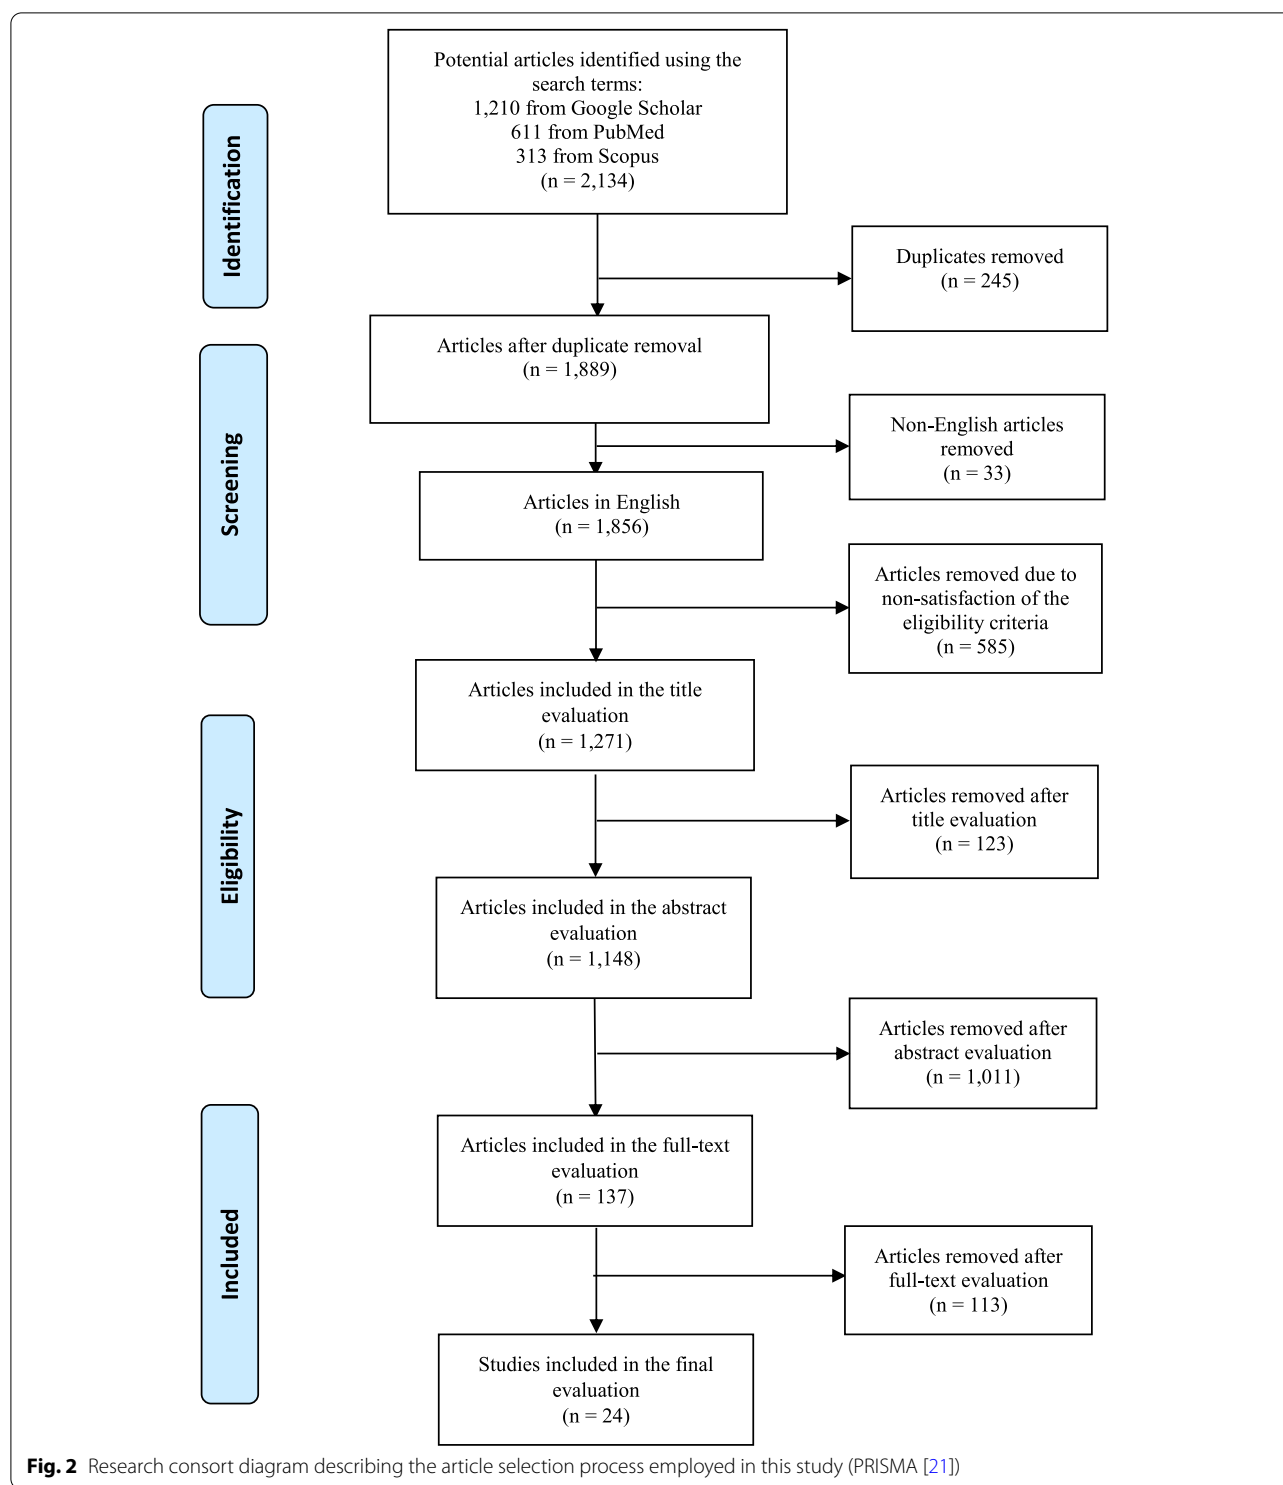 Identification
Potential articles identified using the
search terms:
1,210 from Google Scholar
611 from PubMed
313 from Scopus
(n = 2,134)
Duplicates removed
(n = 245)
Screening
Articles after duplicate removal
(n = 1,889)
Non-English articles
removed
(n = 33)
Articles in English
(n = 1,856)
Articles removed due to
non-satisfaction of the
eligibility criteria
(n = 585)
Articles included in the title
evaluation
(n = 1,271)
Eligibility
Articles removed after
title evaluation
(n = 123)
Articles included in the abstract
evaluation
(n = 1,148)
Articles removed after
abstract evaluation
(n = 1,011)
Included
Articles included in the full-text
evaluation
(n = 137)
Articles removed after
full-text evaluation
(n = 113)
Studies included in the final
evaluation
(n = 24)
Fig. 2 Research consort diagram describing the article selection process employed in this study (PRISMA [21])